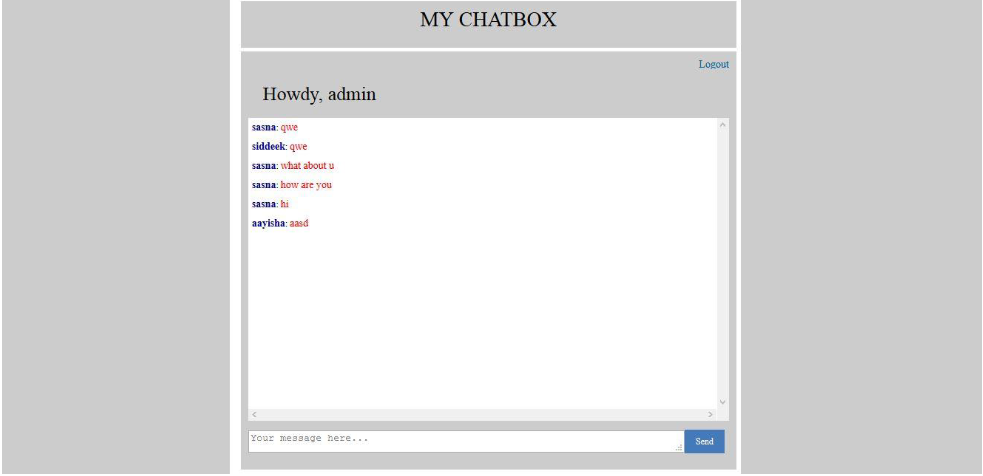 MY CHATBOX
Logout
Howdy, admin
sasna: qwe
siddeek: qwe
sasna: what about u
sasna: how are you
sasna: hi
aayisha: aasd
Your message here...
Send